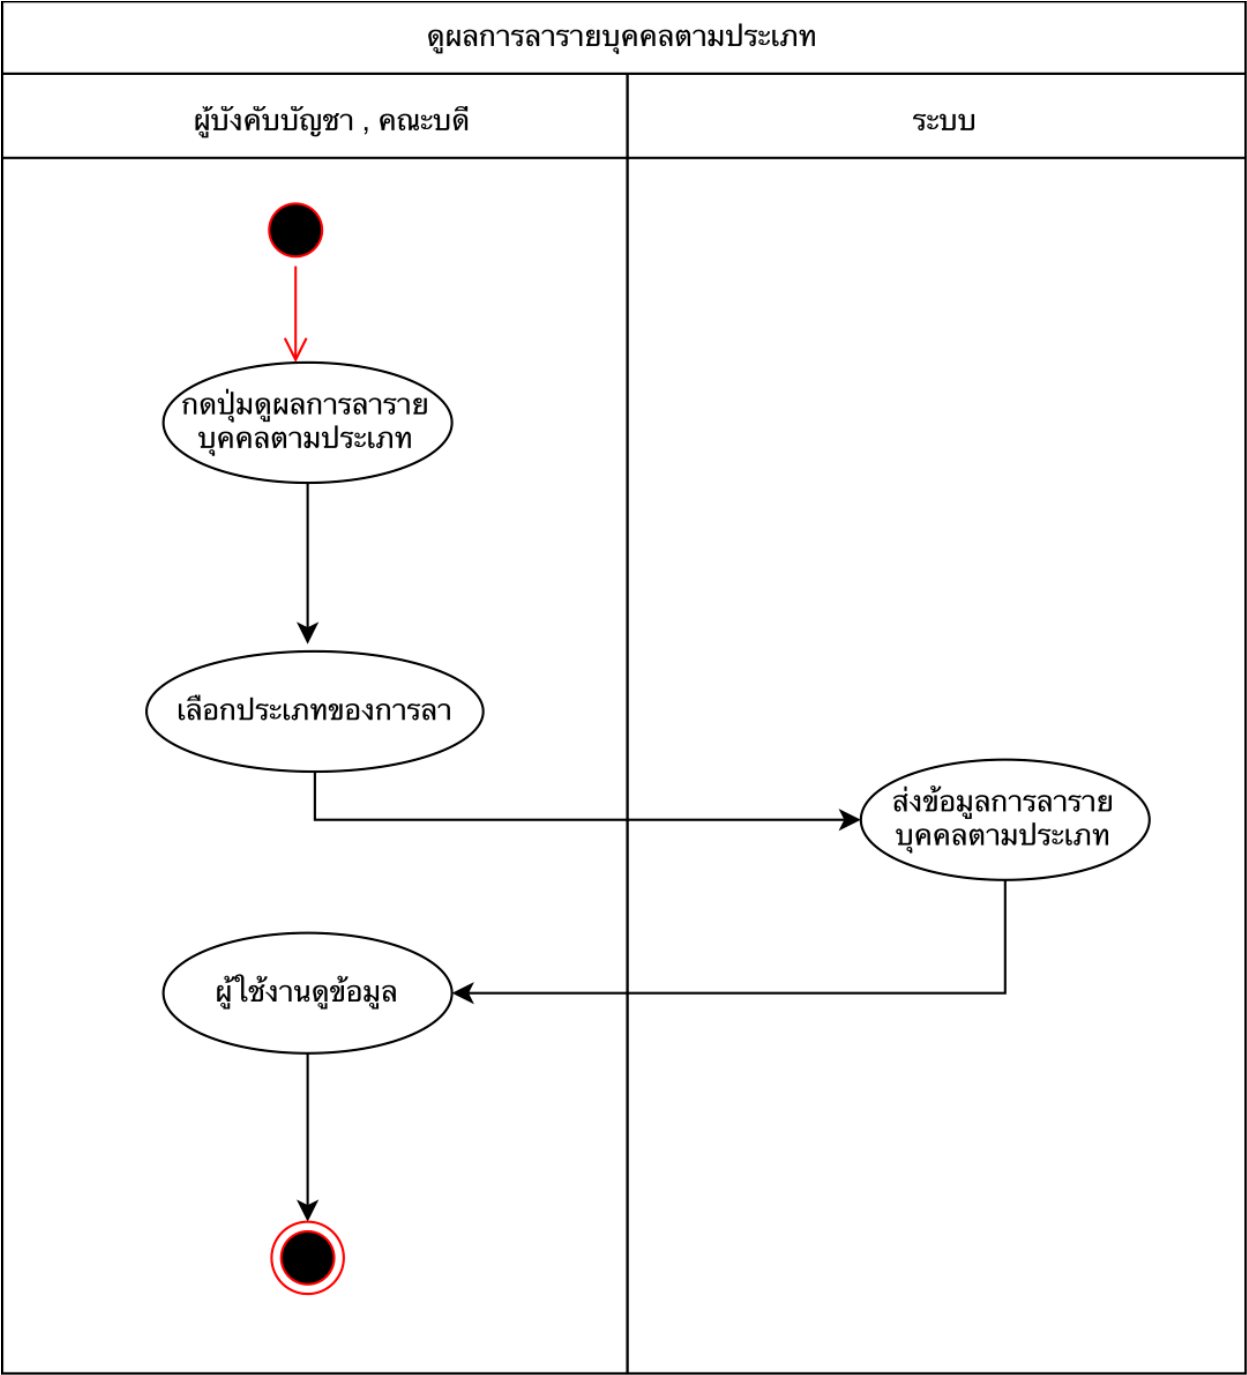 ดูผลการลารายบุคคลตามประเภท
ผู้บังคับบัญชา , คณะบดี
ระบบ
กดปุ่มดูผลการลาราย
บุคคลตามประเภท
เลือกประเภทของการลา
ส่งข้อมูลการลาราย
บุคคลตามประเภท
ผู้ใช้งานดูข้อมูล